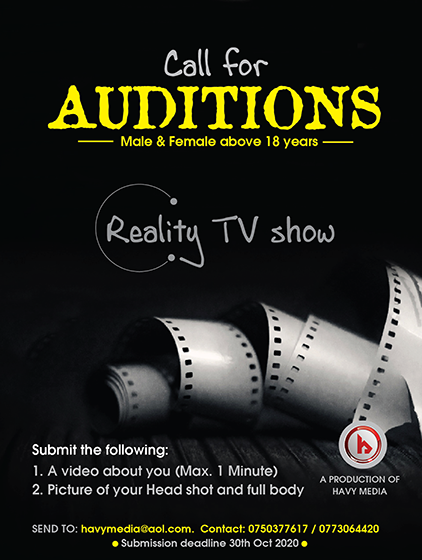 Call for
AUDITIONS
Male & Female above 18 years
Reality TV show
Submit the following:
1. A video about you (Max. 1 Minute)
2. Picture of your Head shot and full body
A PRODUCTION OF
HAVY MEDIA
SEND TO: havymedia@aol.com. Contact: 0750377617 / 0773064420
Submission deadline 30th Oct 2020